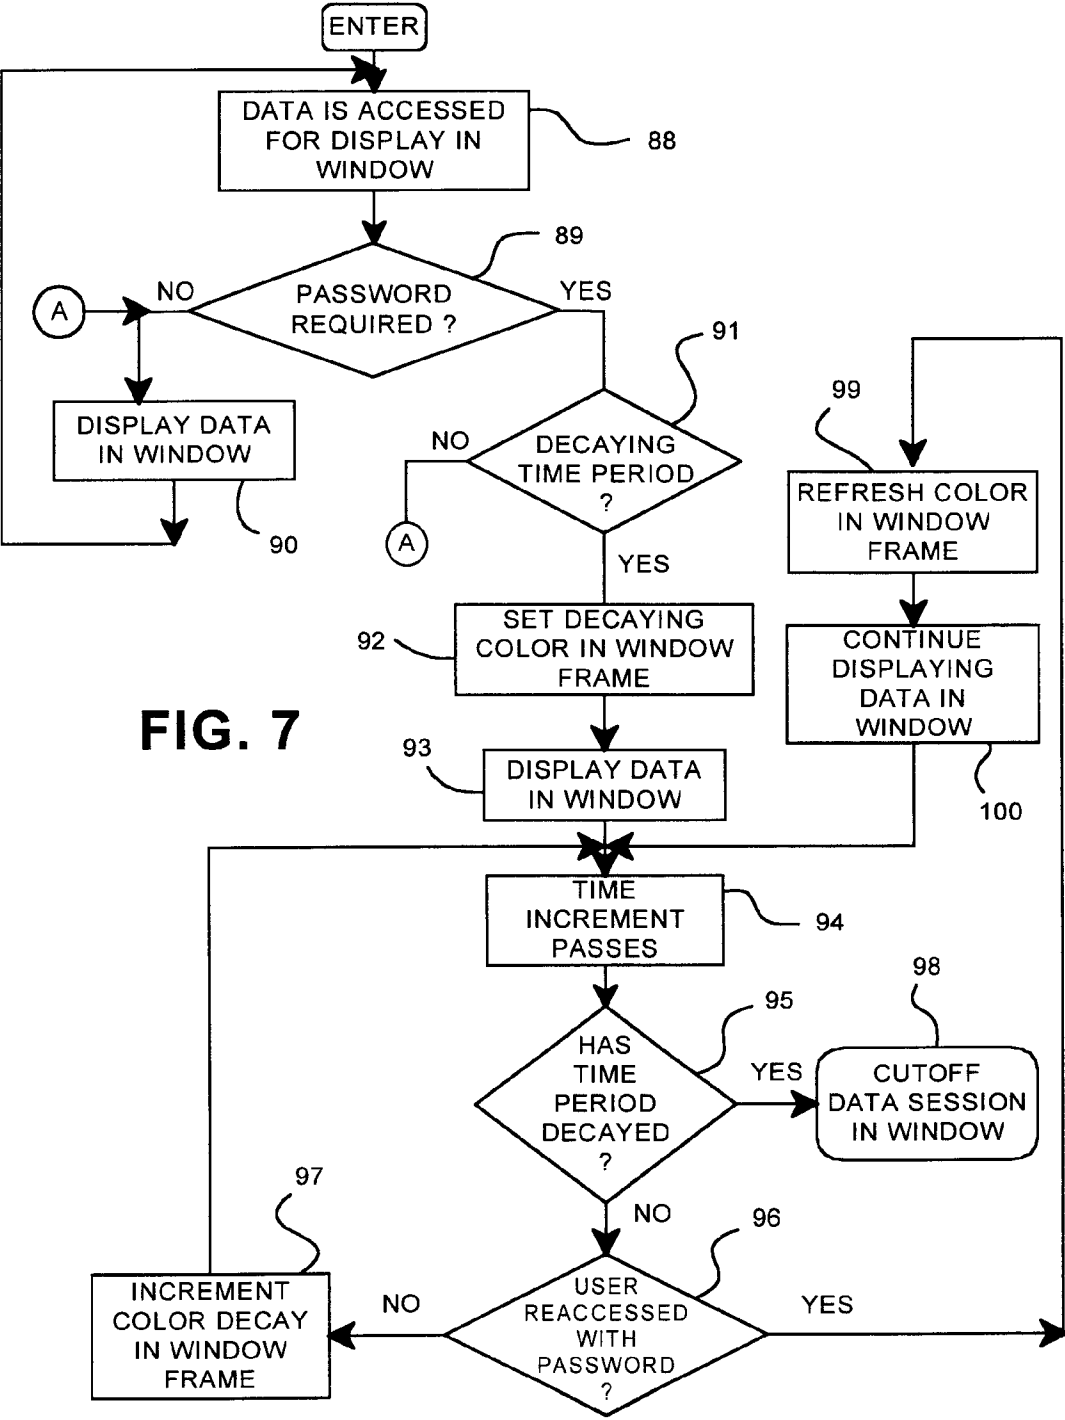 ENTER
DATA IS ACCESSED
FOR DISPLAY IN
WINDOW
88
89
PASSWORD
REQUIRED ?
NO
YES
A
91
DISPLAY DATA
IN WINDOW
90
NO
DECAYING
TIME PERIOD
?
A
YES
99
REFRESH COLOR
IN WINDOW
FRAME
92
SET DECAYING
COLOR IN WINDOW
FRAME
CONTINUE
DISPLAYING
DATA IN
WINDOW
100
FIG. 7
93
DISPLAY DATA
IN WINDOW
TIME
INCREMENT
PASSES
94
95
HAS
TIME
PERIOD
DECAYED
?
YES
98
CUTOFF
DATA SESSION
IN WINDOW
NO
96
USER
REACCESSED
WITH
PASSWORD
?
NO
YES
97
INCREMENT
COLOR DECAY
IN WINDOW
FRAME